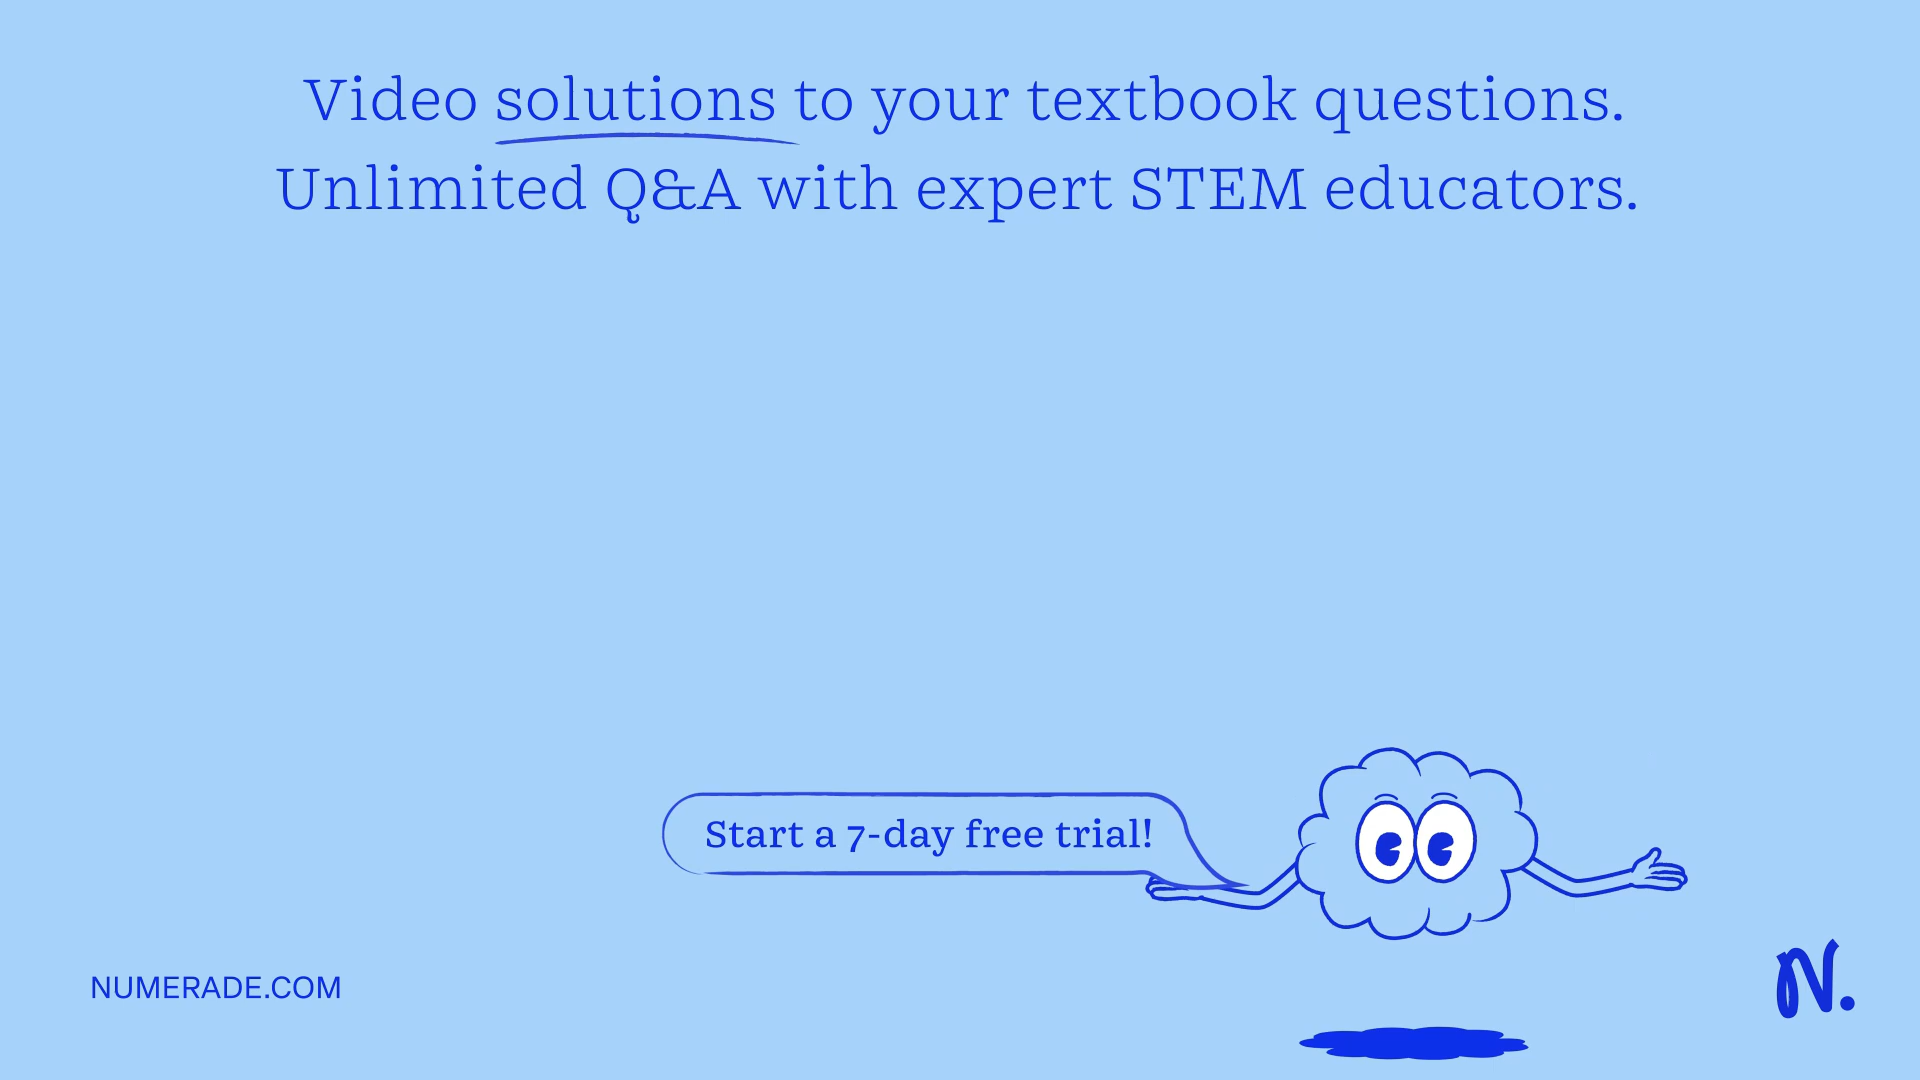 Video solutions to your textbook questions.
Unlimited Q&A with expert STEM educators.
Start a 7-day free trial!
NUMERADE.COM
N.